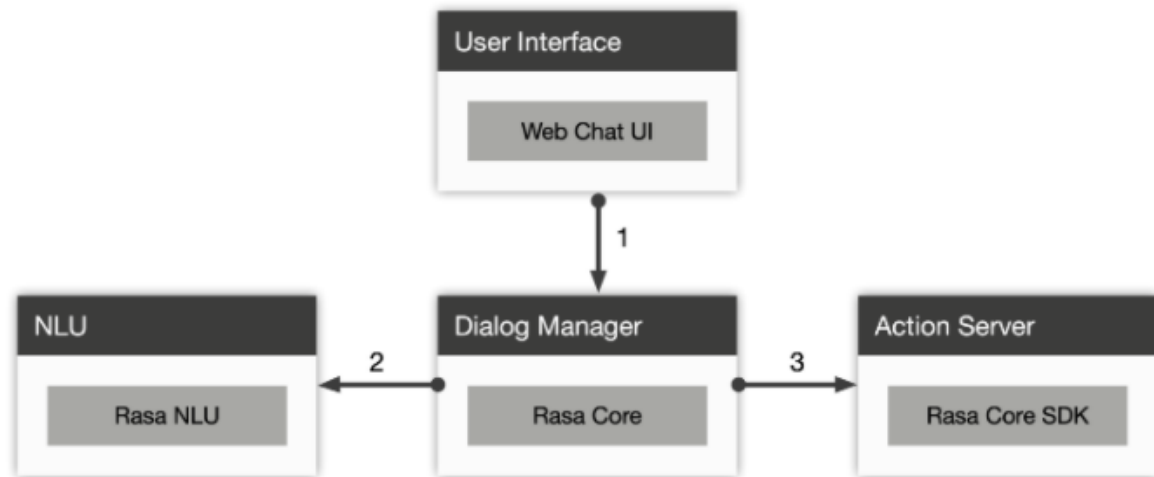 User Interface
Web Chat UI
1
NLU
Dialog Manager
Action Server
2
3
Rasa NLU
Rasa Core
Rasa Core SDK